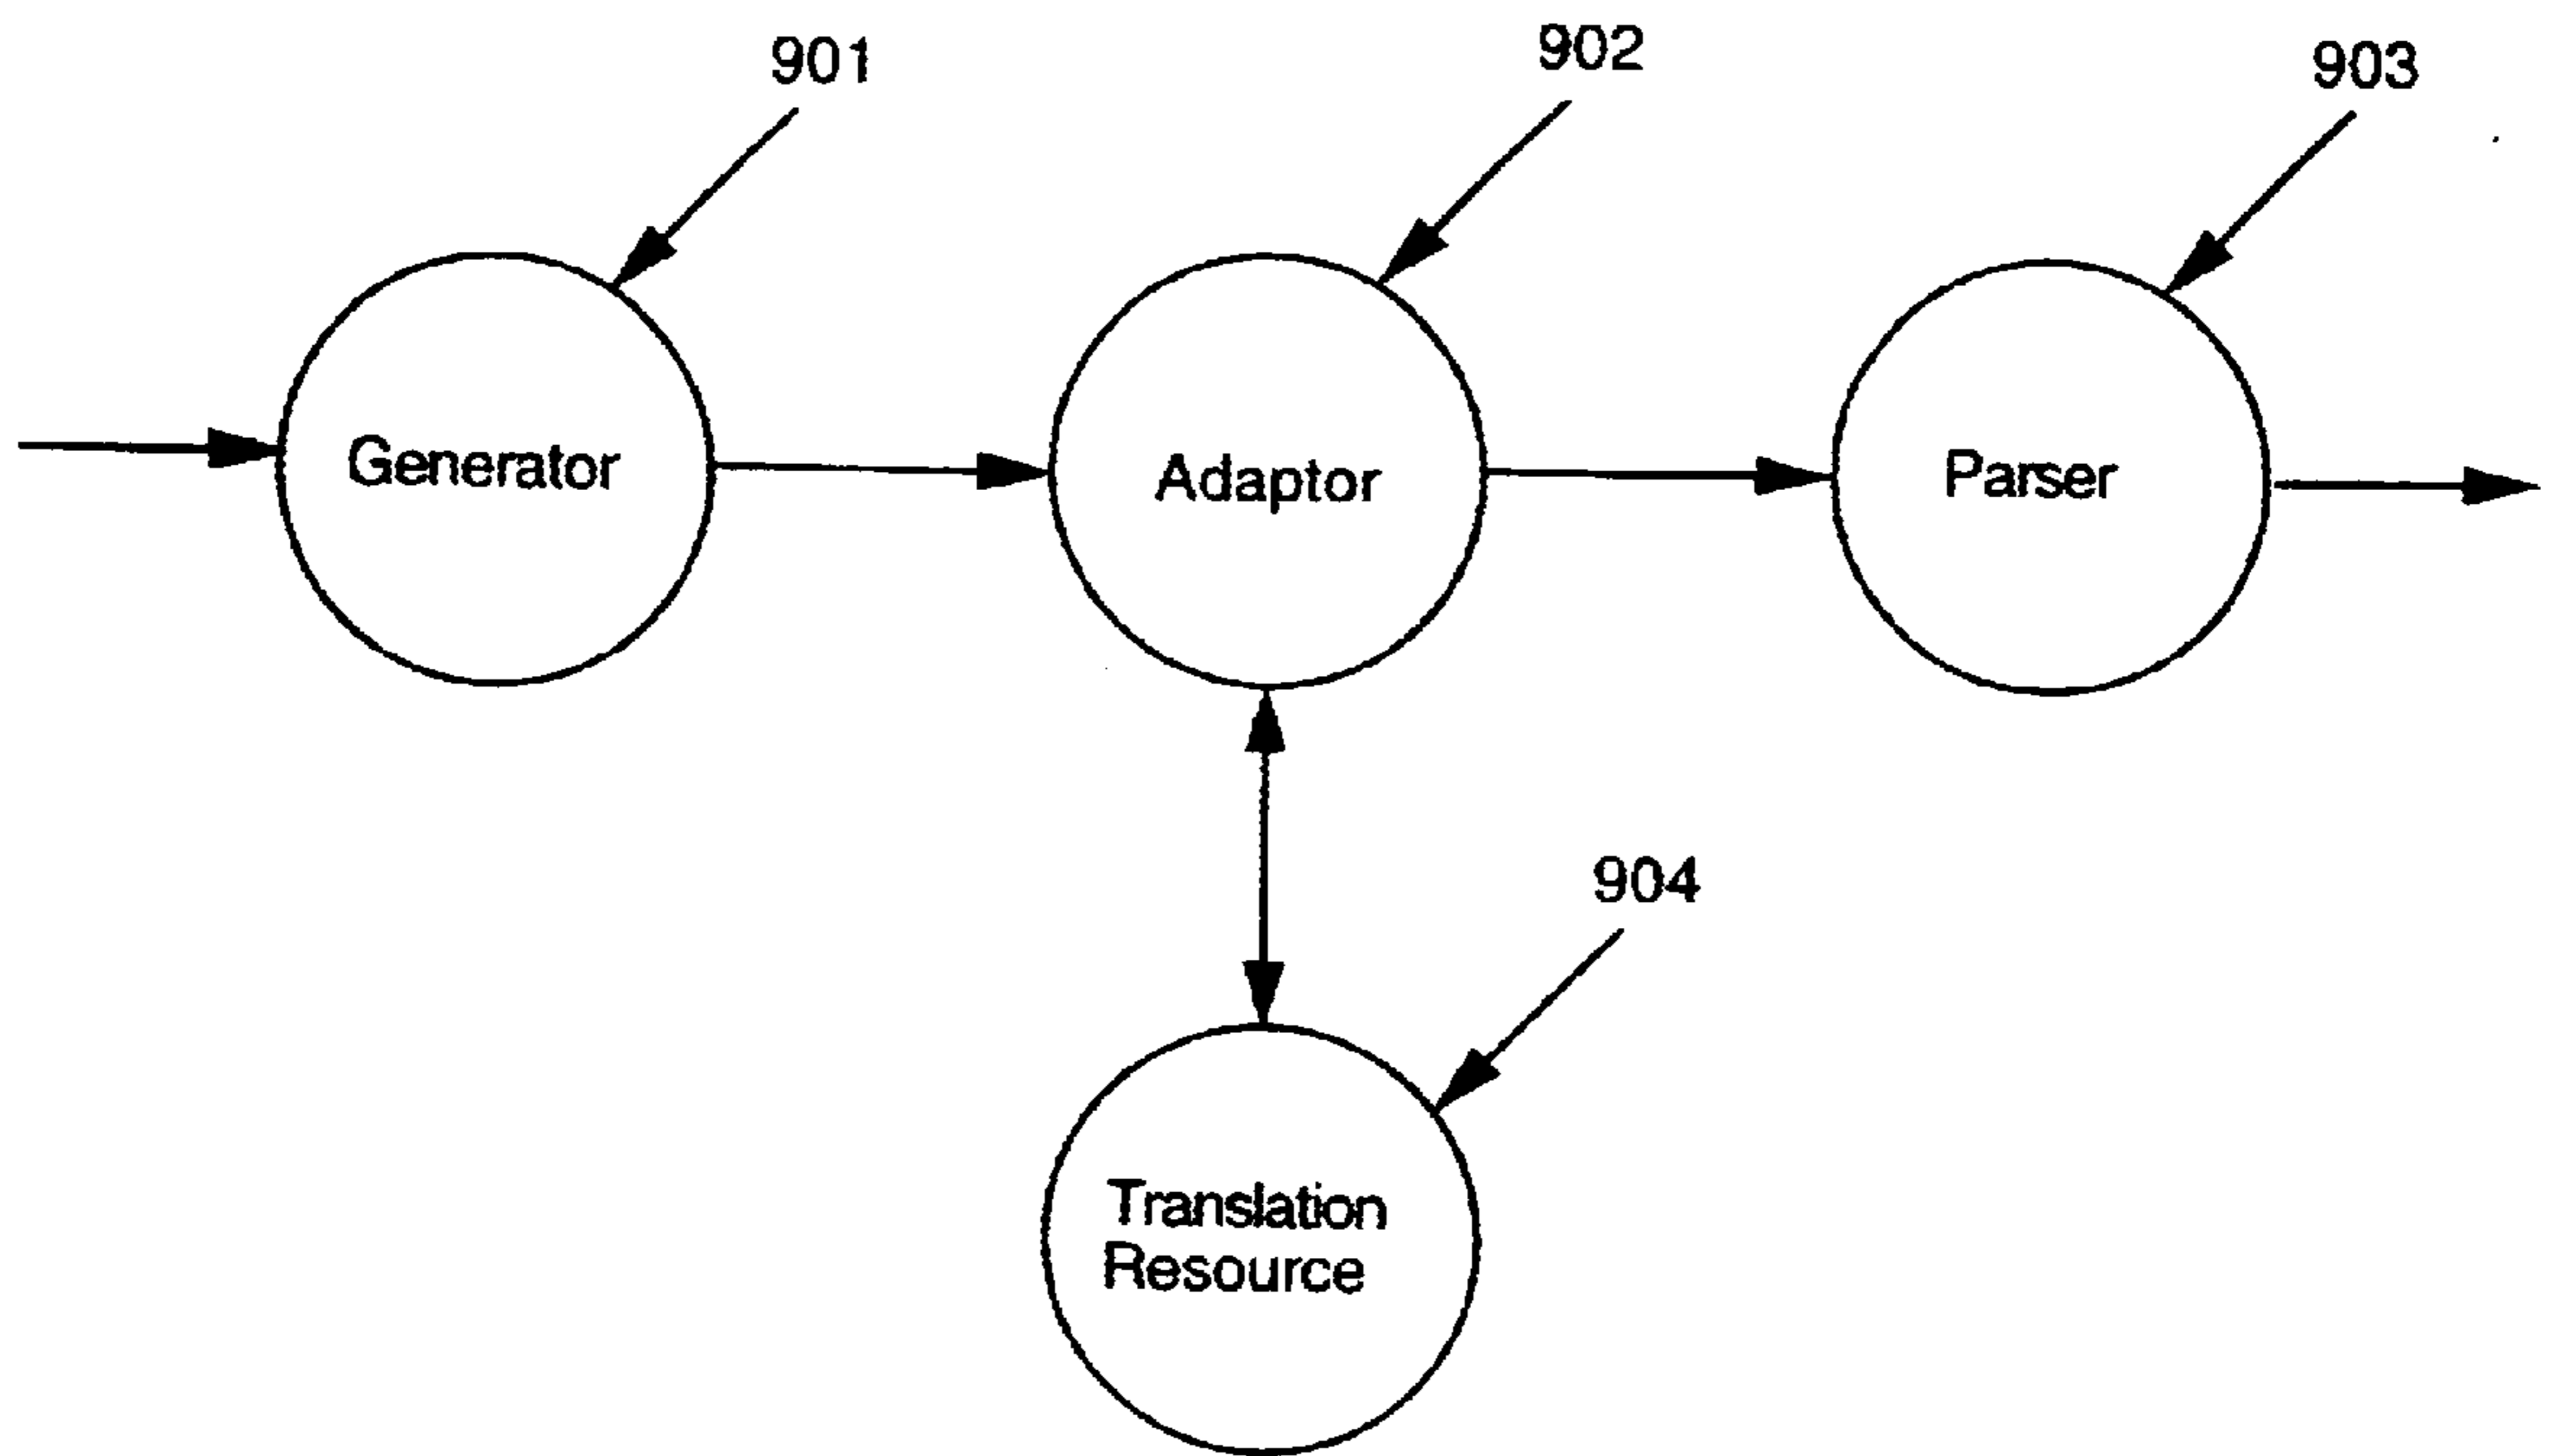 901
902
903
Generator
Adaptor
Parser
904
Translation
Resource